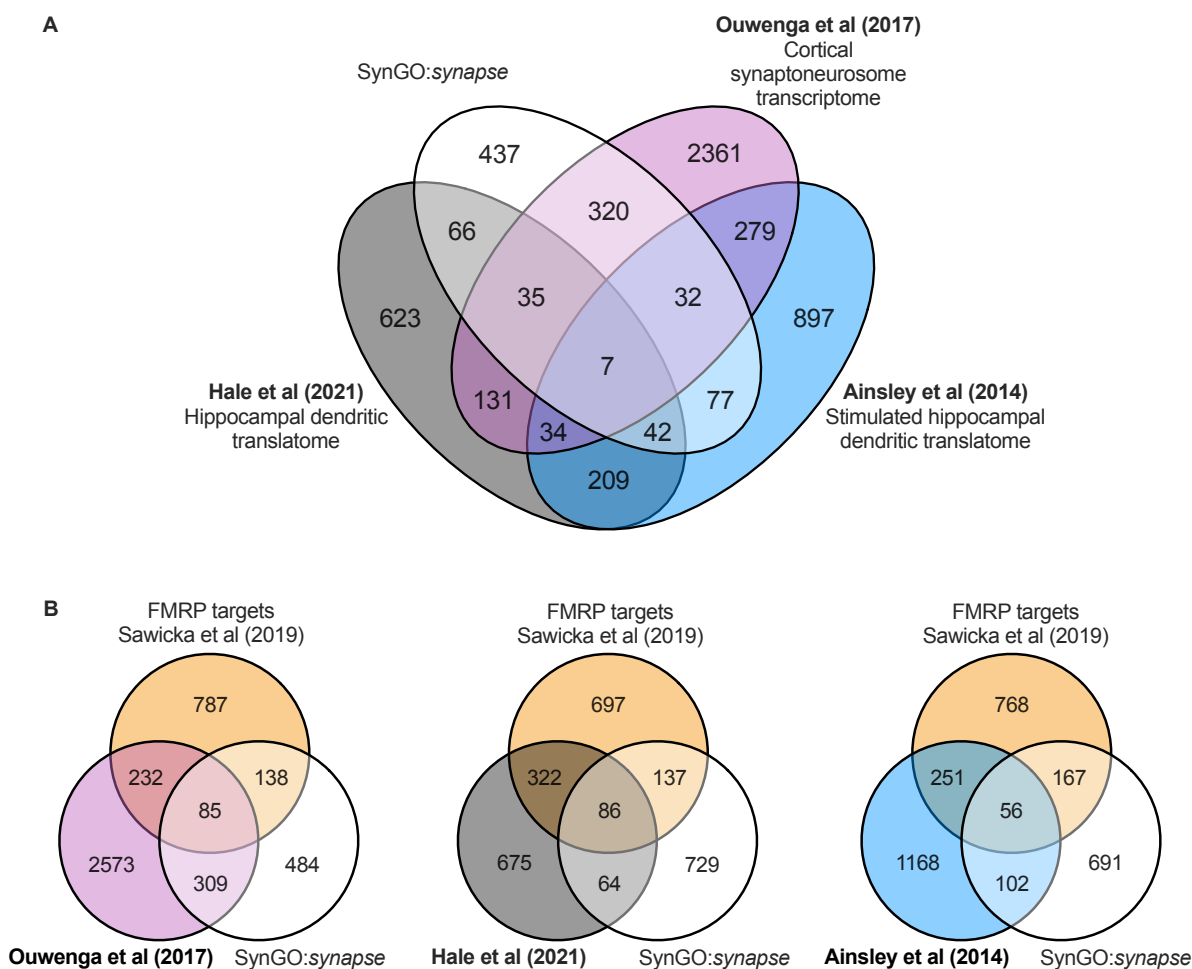 A
Ouwenga et al (2017)
Cortical
synaptoneurosome
transcriptome
SynGO:synapse
437
2361
320
66
279
35
32
623
897
7
Hale et al (2021)
Hippocampal dendritic
translatome
131
77
Ainsley et al (2014)
Stimulated hippocampal
dendritic translatome
34
42
209
B
FMRP targets
Sawicka et al (2019)
787
232
138
85
2573
484
309
Ouwenga et al (2017)
SynGO:synapse
FMRP targets
Sawicka et al (2019)
697
322
137
86
675
729
64
Hale et al (2021)
SynGO:synapse
FMRP targets
Sawicka et al (2019)
768
251
167
56
1168
691
102
Ainsley et al (2014)
SynGO:synapse